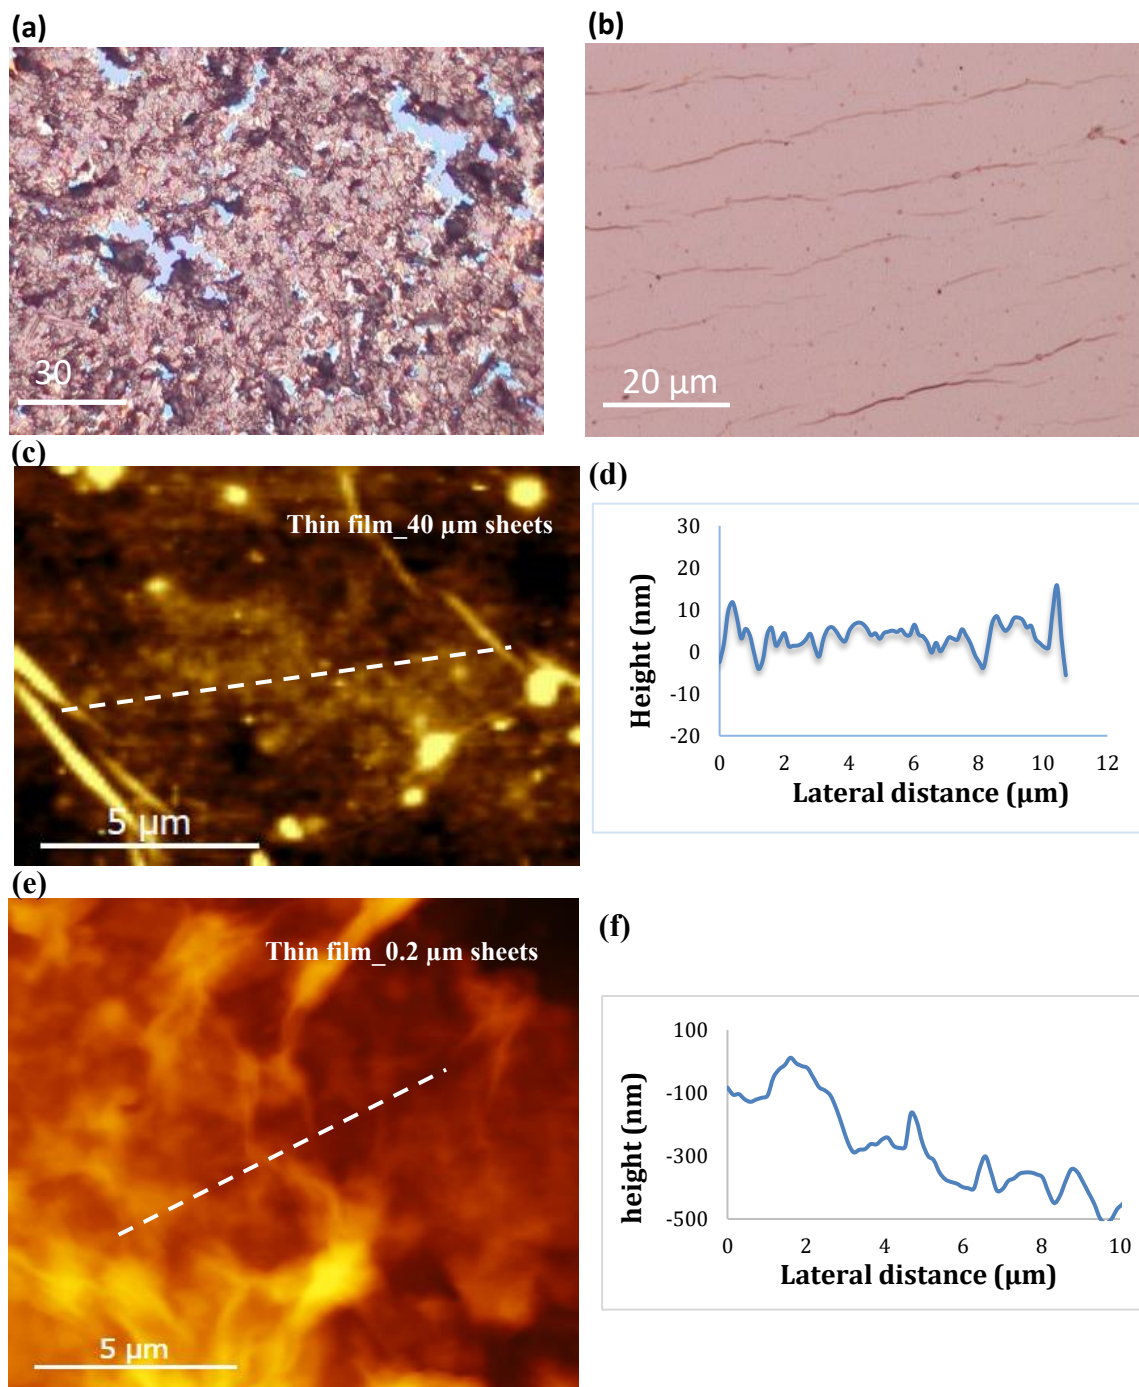 (a)
(b)
30
20 µm
(c)
Thin film_40 µm sheets
5 µm
(d)
30
20
10
0
-10
-20
Height (nm)
0 2 4 6 8 10 12
Lateral distance (µm)
(e)
Thin film_0.2 µm sheets
5 µm
(f)
100
-100
-300
-500
height (nm)
0 2 4 6 8 10
Lateral distance (µm)